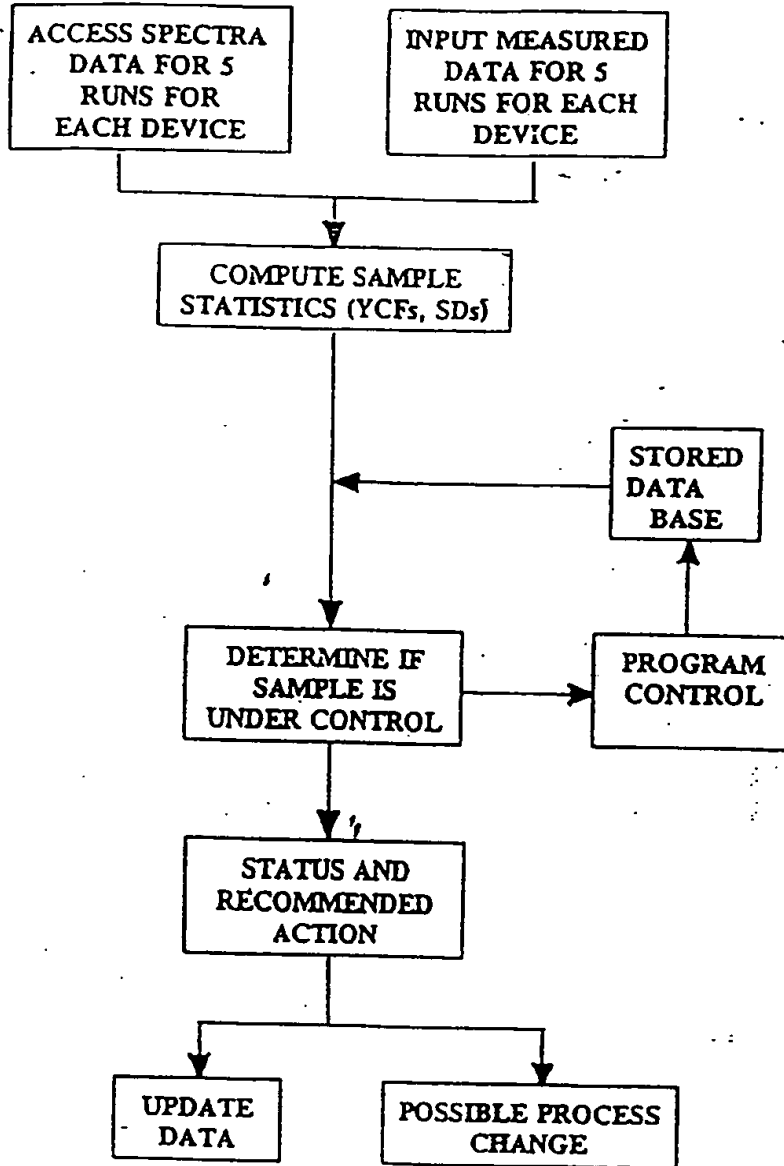 ACCESS SPECTRA
DATA FOR 5
RUNS FOR
EACH DEVICE
INPUT MEASURED
DATA FOR 5
RUNS FOR EACH
DEVICE
COMPUTE SAMPLE
STATISTICS (YCFs, SDs)
STORED
DATA
BASE
DETERMINE IF
SAMPLE IS
UNDER CONTROL
PROGRAM
CONTROL
STATUS AND
RECOMMENDED
ACTION
UPDATE
DATA
POSSIBLE PROCESS
CHANGE